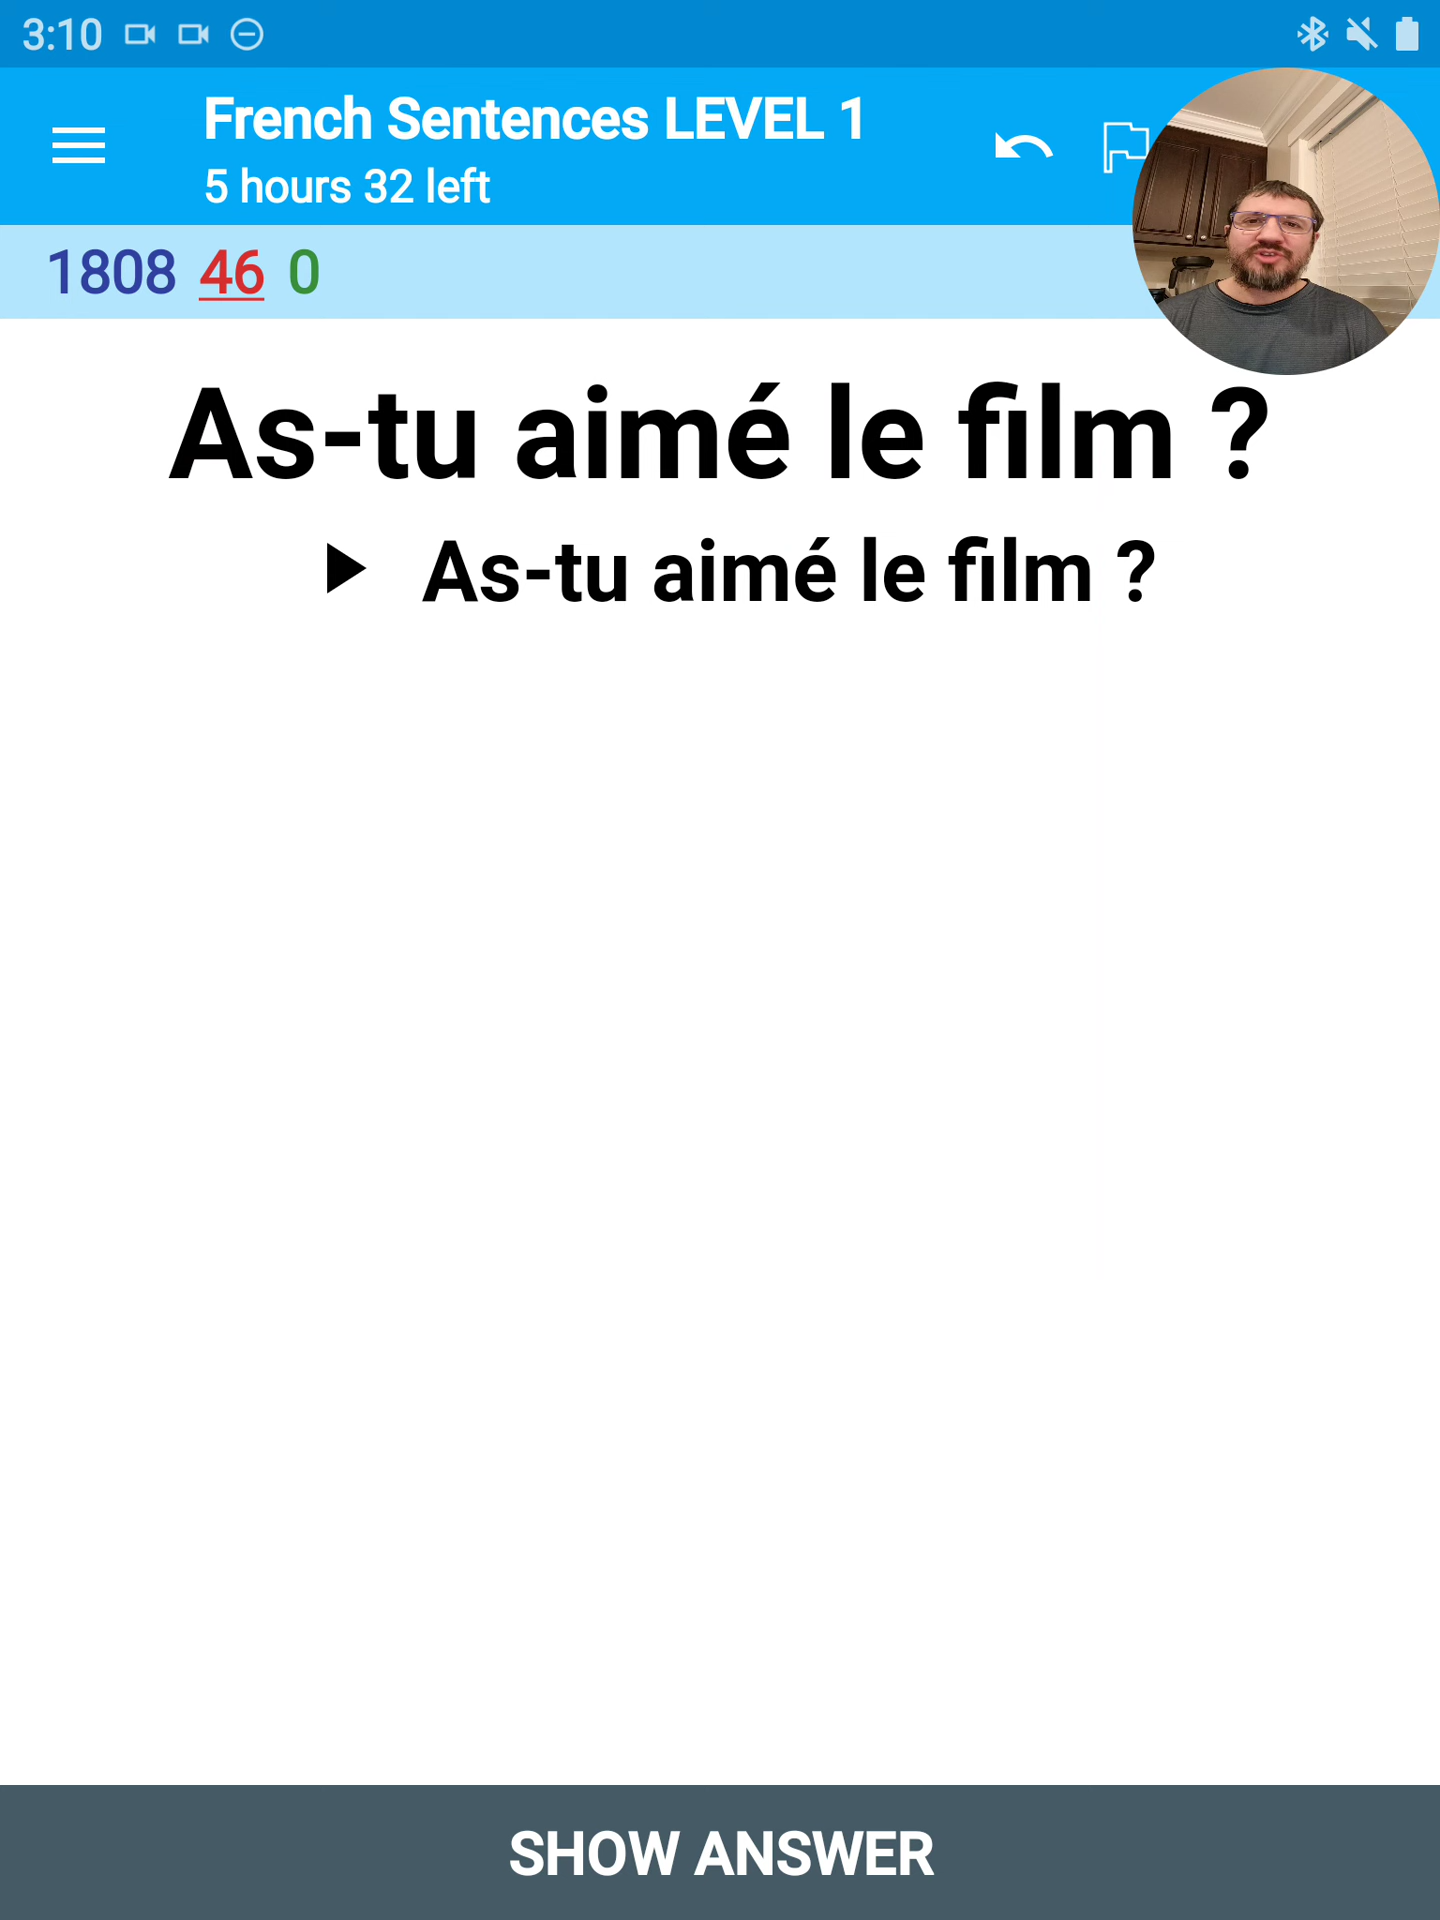 3:10
French Sentences LEVEL 1
5 hours 32 left
1808 46 0
As-tu aimé le film ?
As-tu aimé le film ?
SHOW ANSWER